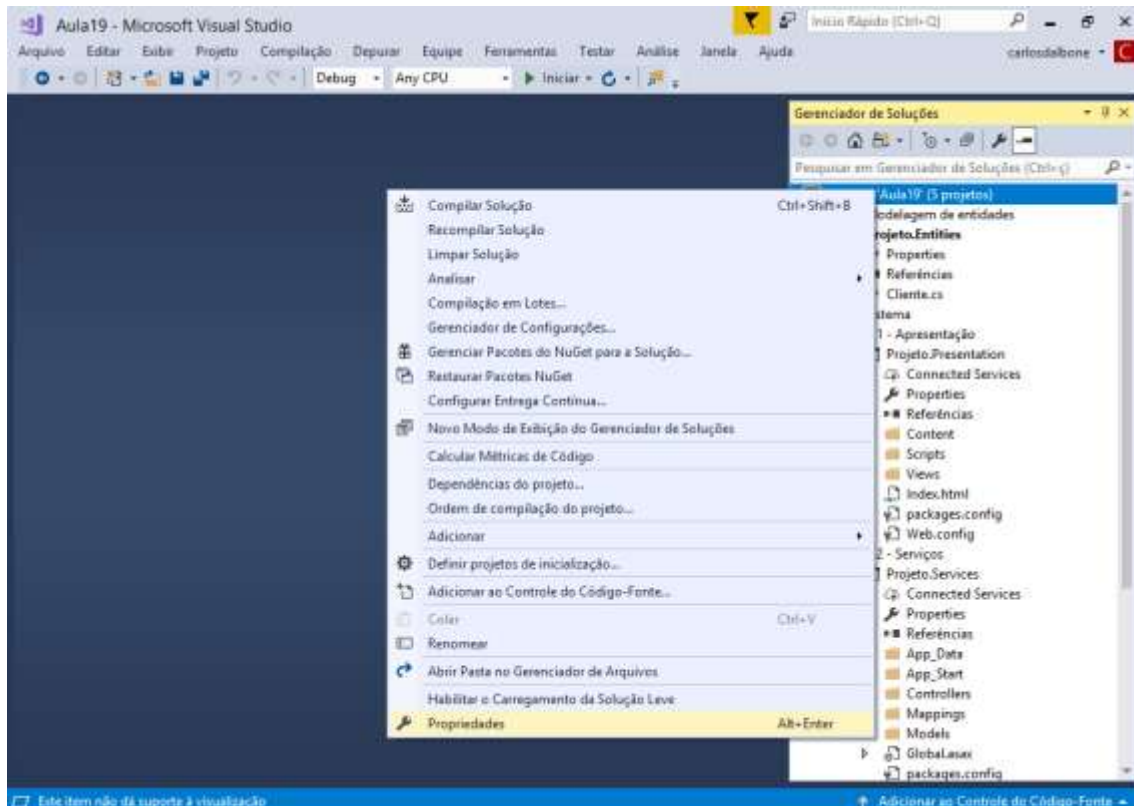 Aula19 - Microsoft Visual Studio
Início Rápido (Ctrl+Q)
Arquivo Editar Exibir Projeto Compilação Depurar Equipe Ferramentas Testar Análise Janela Ajuda
carlosdalbone
C
Debug Any CPU Iniciar
Gerenciador de Soluções
Pesquisar em Gerenciador de Soluções (Ctrl+ç)
Compilar Solução Ctrl+Shift+B
Recompilar Solução
Limpar Solução
Analisar
Compilação em Lotes...
Gerenciador de Configurações...
Gerenciar Pacotes do NuGet para a Solução...
Restaurar Pacotes NuGet
Configurar Entrega Contínua...
Novo Modo de Exibição do Gerenciador de Soluções
Calcular Métricas de Código
Dependências do projeto...
Ordem de compilação do projeto...
Adicionar
Definir projetos de inicialização...
Adicionar ao Controle do Código-Fonte...
Colar Ctrl+V
Renomear
Abrir Pasta no Gerenciador de Arquivos
Habilitar o Carregamento da Solução Leve
Propriedades Alt+Enter
'Aula19' (5 projetos)
odelagem de entidades
rojeto.Entities
Properties
Referências
Cliente.cs
stema
1 - Apresentação
Projeto.Presentation
Connected Services
Properties
Referências
Content
Scripts
Views
Index.html
packages.config
Web.config
2 - Serviços
Projeto.Services
Connected Services
Properties
Referências
App_Data
App_Start
Controllers
Mappings
Models
Global.asax
packages.config
Este item não dá suporte à visualização
Adicionar ao Controle do Código-Fonte